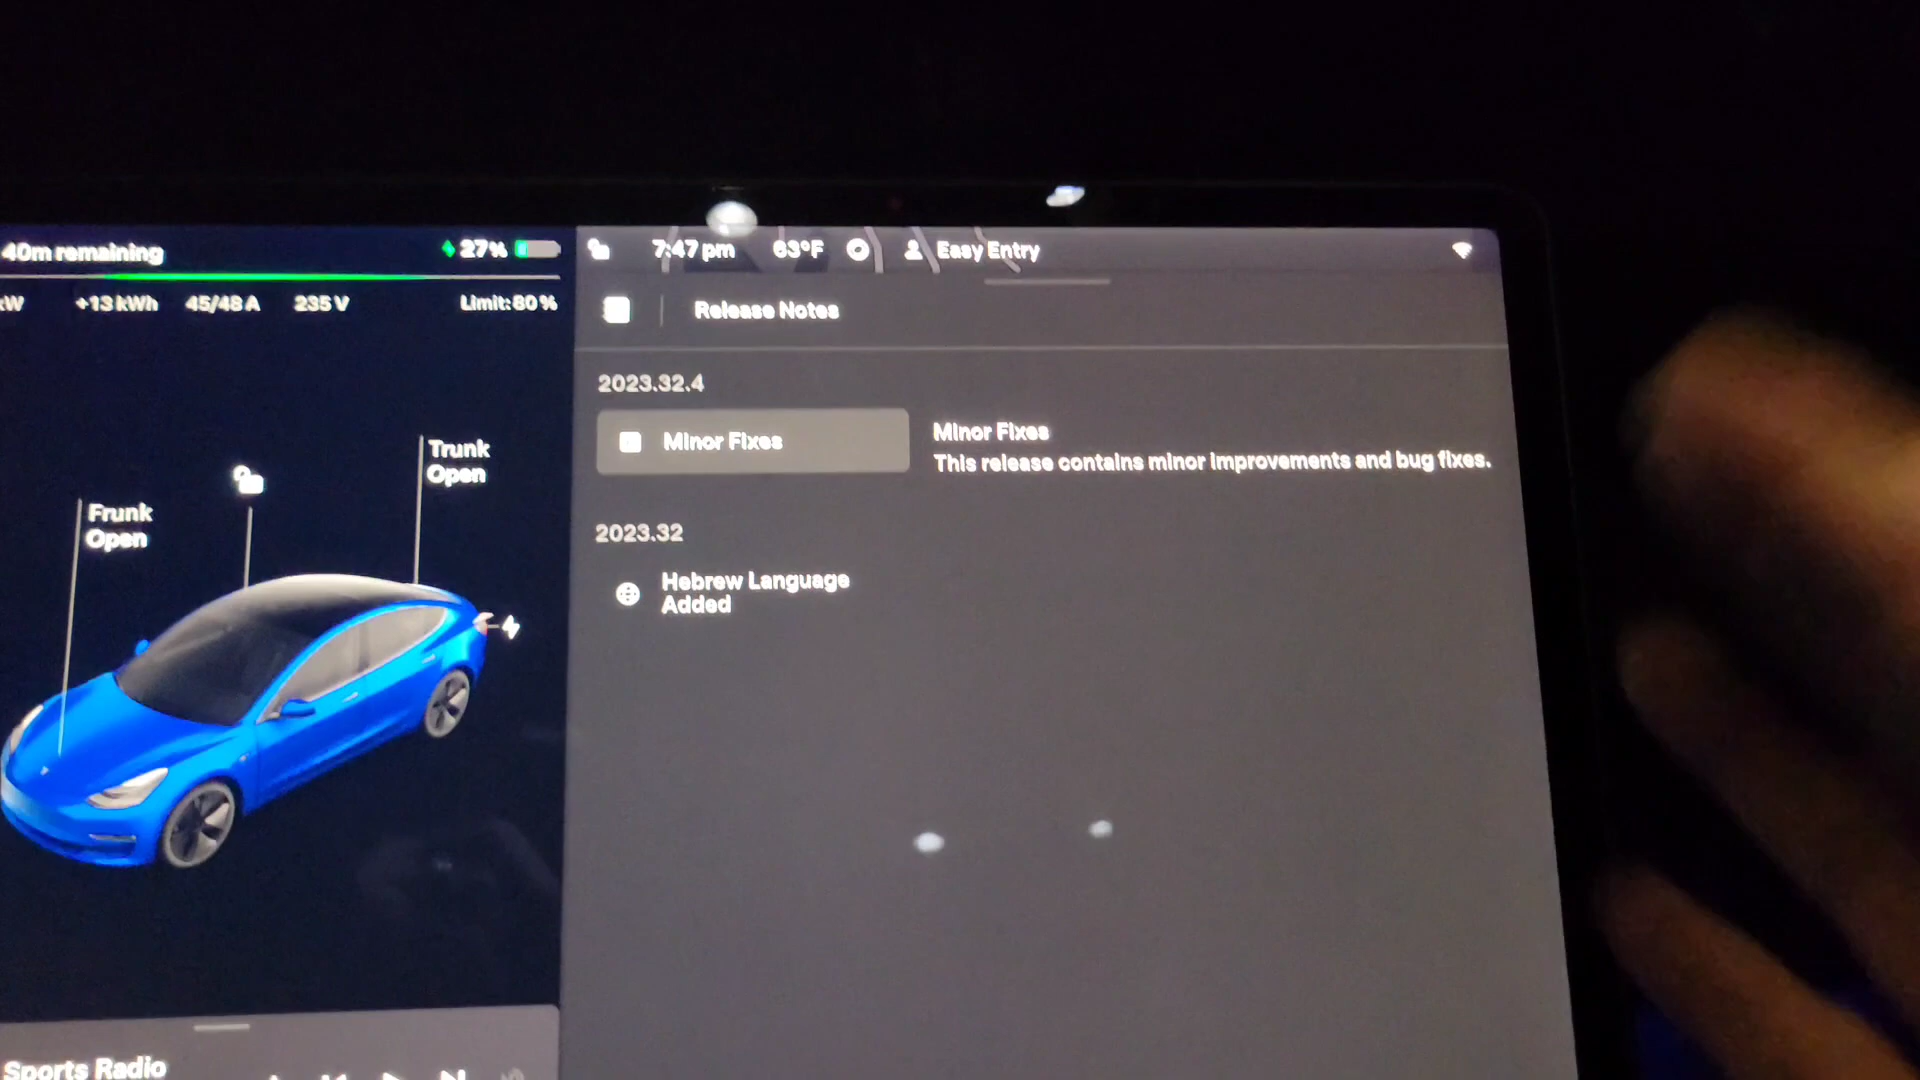 40m remaining
27%
kW +13 kWh 45/48 A 235 V Limit: 80 %
Frunk
Open
Trunk
Open
Sports Radio
7:47 pm 63°F Easy Entry
Release Notes
2023.32.4
Minor Fixes
Minor Fixes
This release contains minor improvements and bug fixes.
2023.32
Hebrew Language
Added